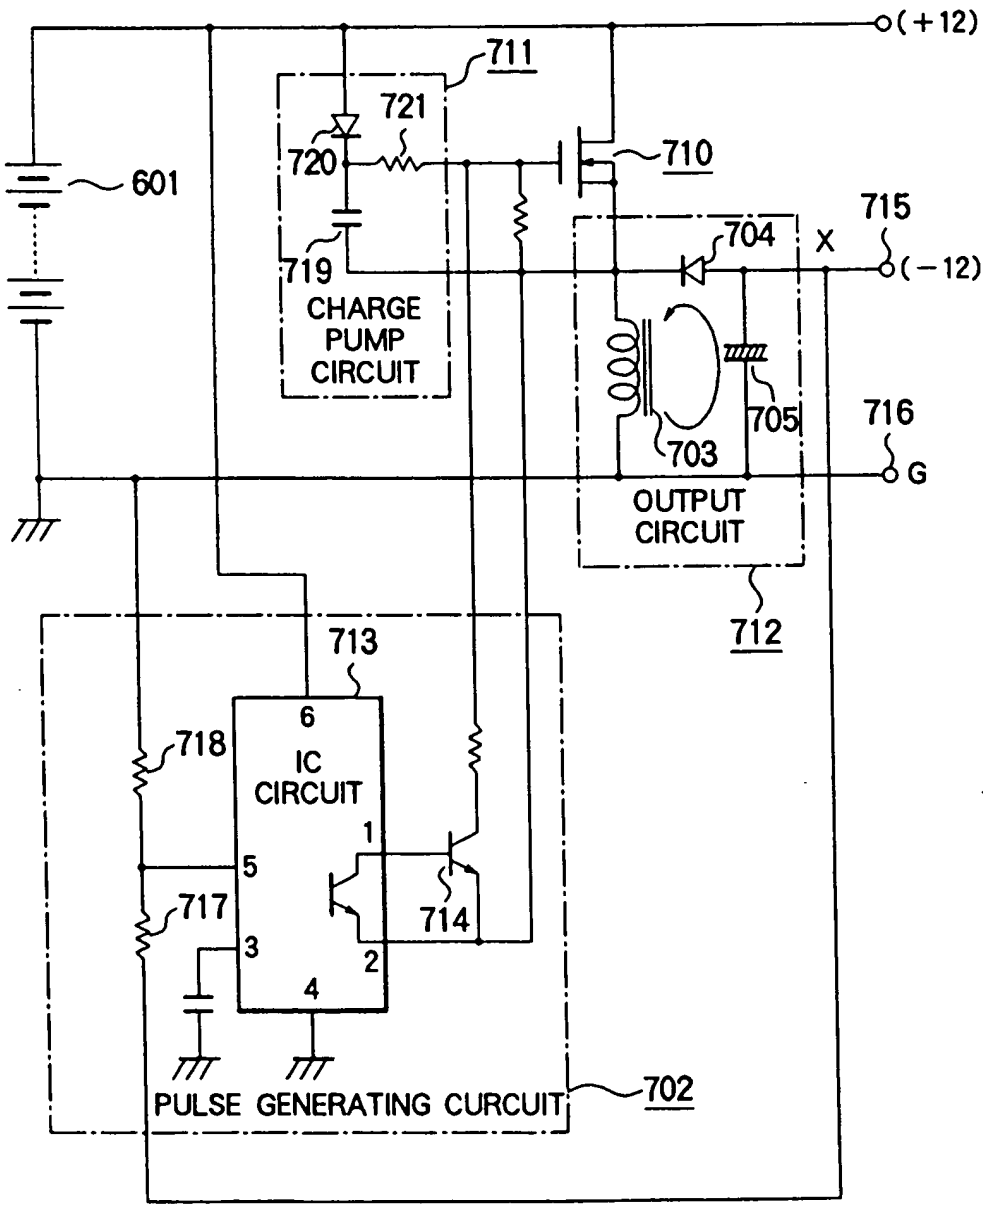 (+12)
711
721
720
710
601
715
704
X
(-12)
719
CHARGE
PUMP
CIRCUIT
705
716
703
G
OUTPUT
CIRCUIT
712
713
6
718
IC
CIRCUIT
1
5
717
714
3
2
4
702
PULSE GENERATING CURCUIT